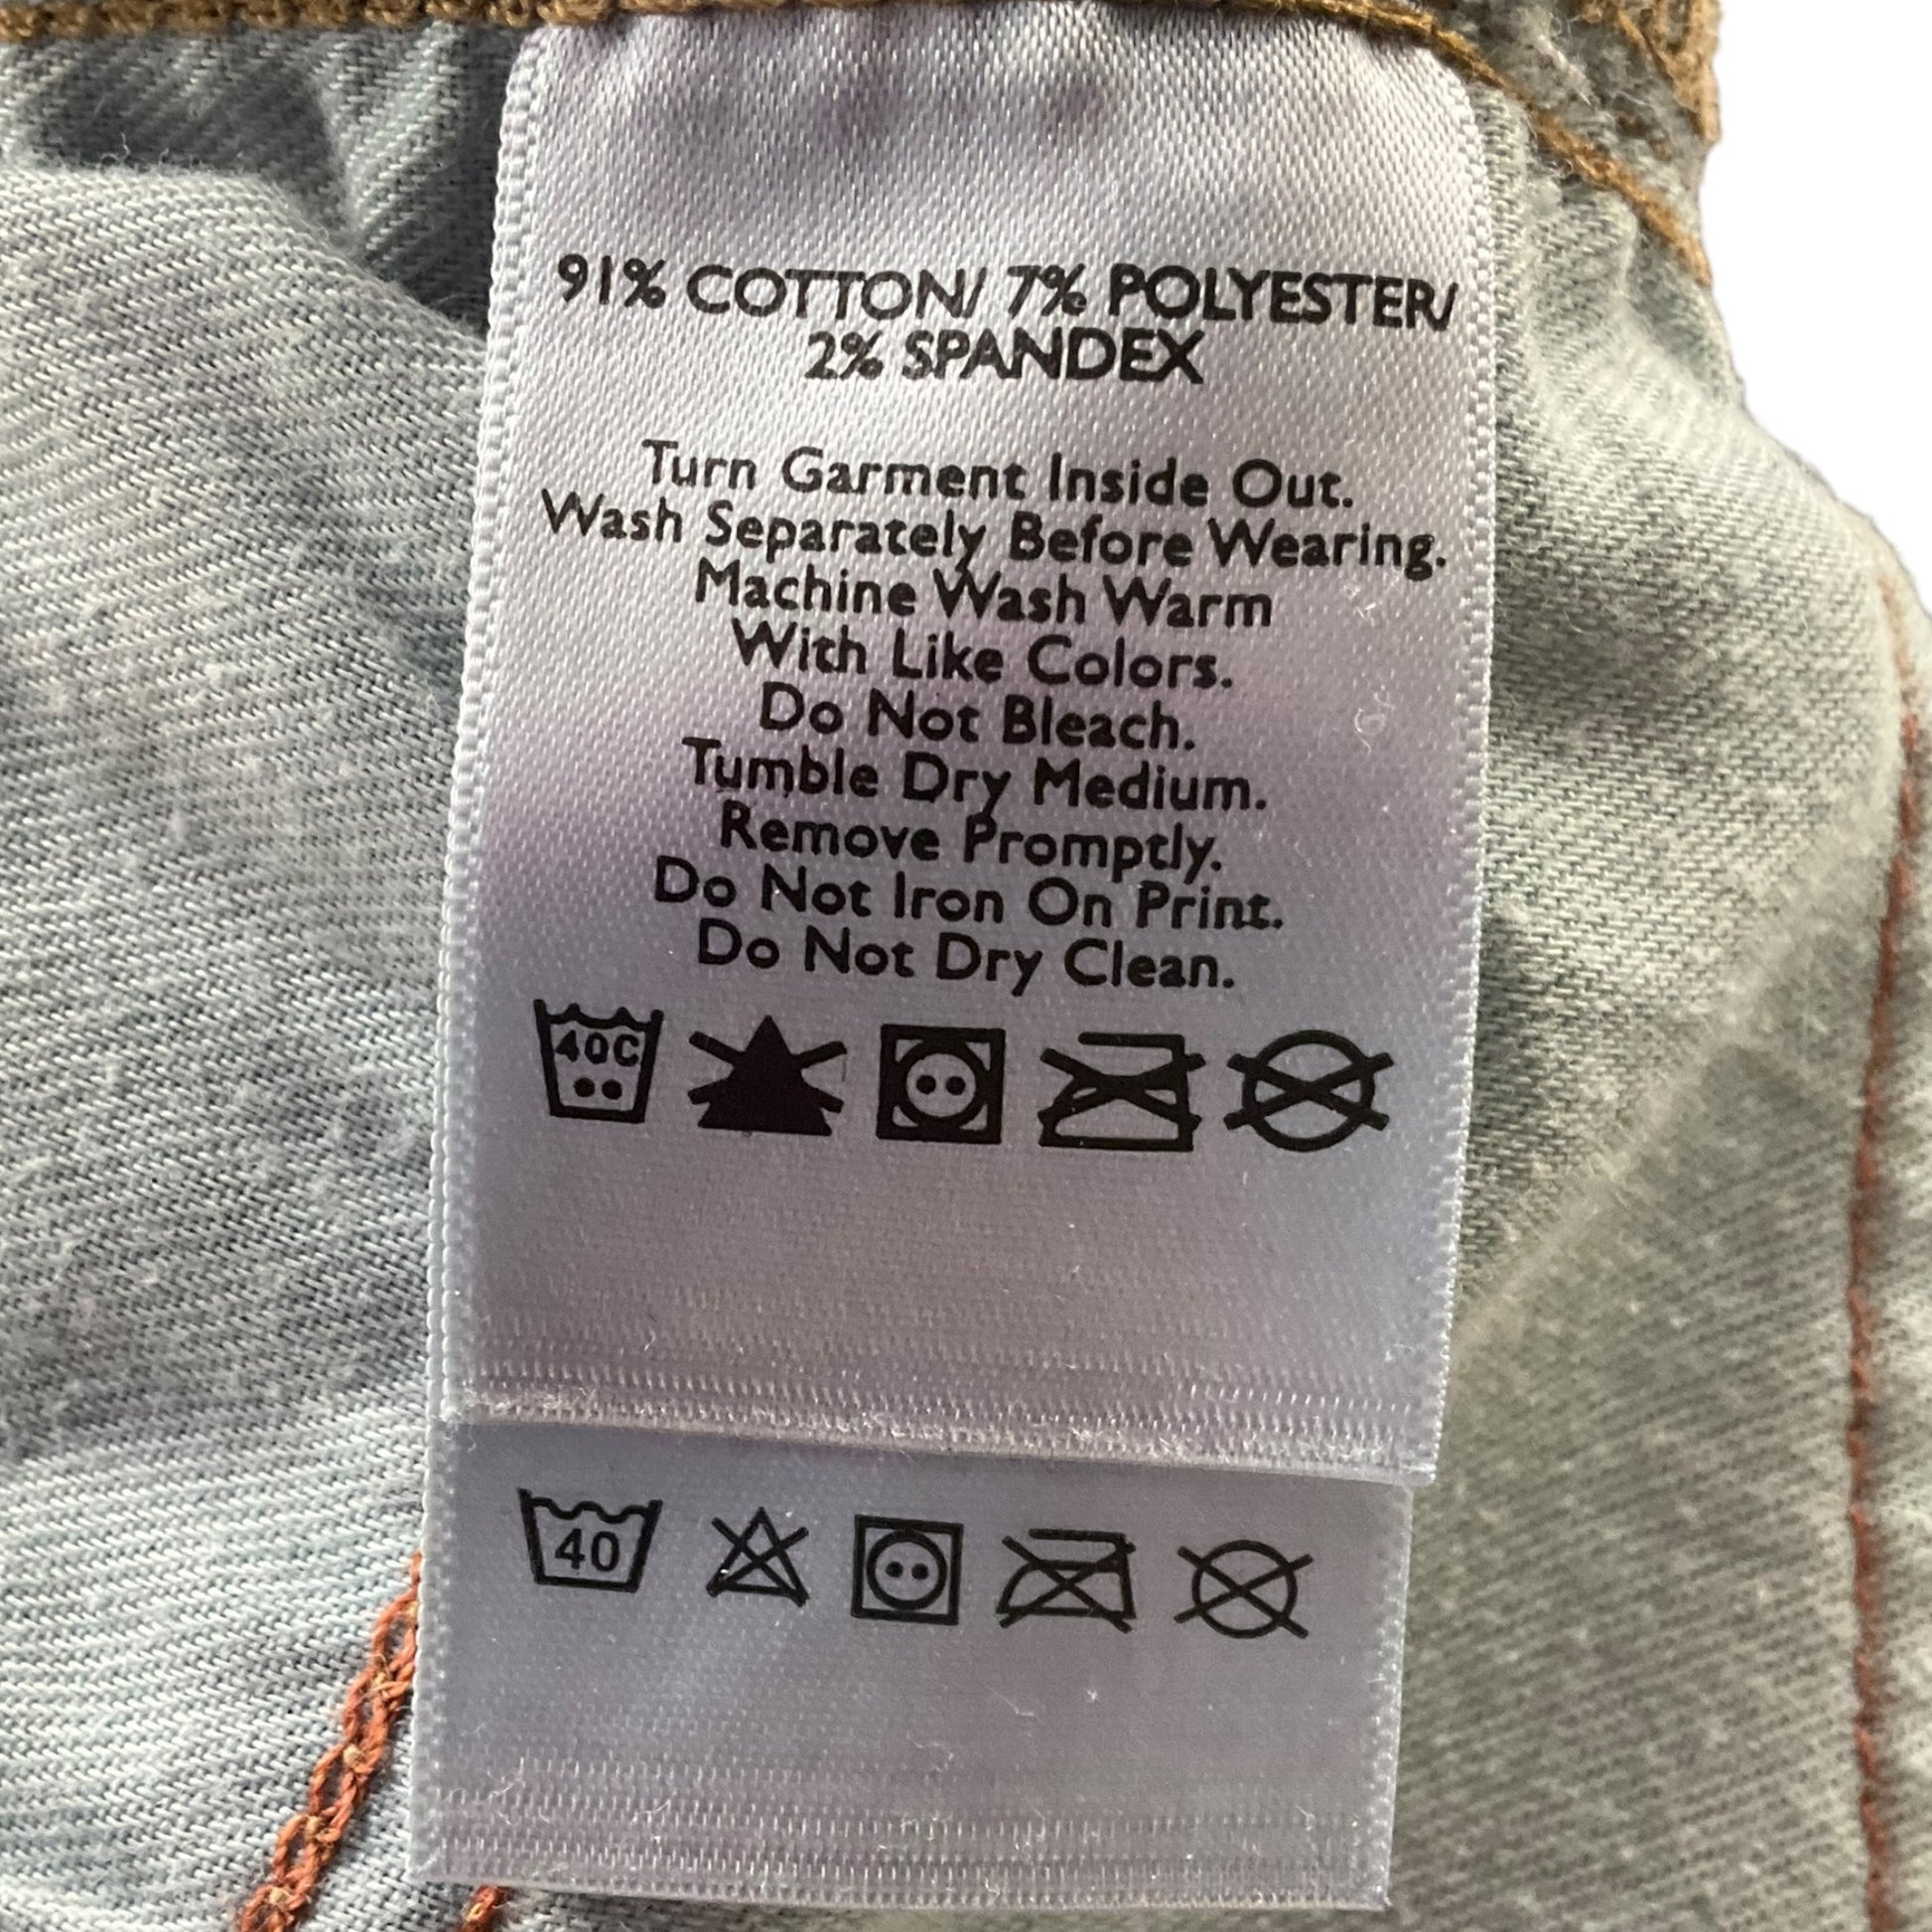 91% COTTON/ 7% POLYESTER/
2% SPANDEX
Turn Garment Inside Out.
Wash Separately Before Wearing.
Machine Wash Warm
With Like Colors.
Do Not Bleach.
Tumble Dry Medium.
Remove Promptly.
Do Not Iron On Print.
Do Not Dry Clean.
40C
40